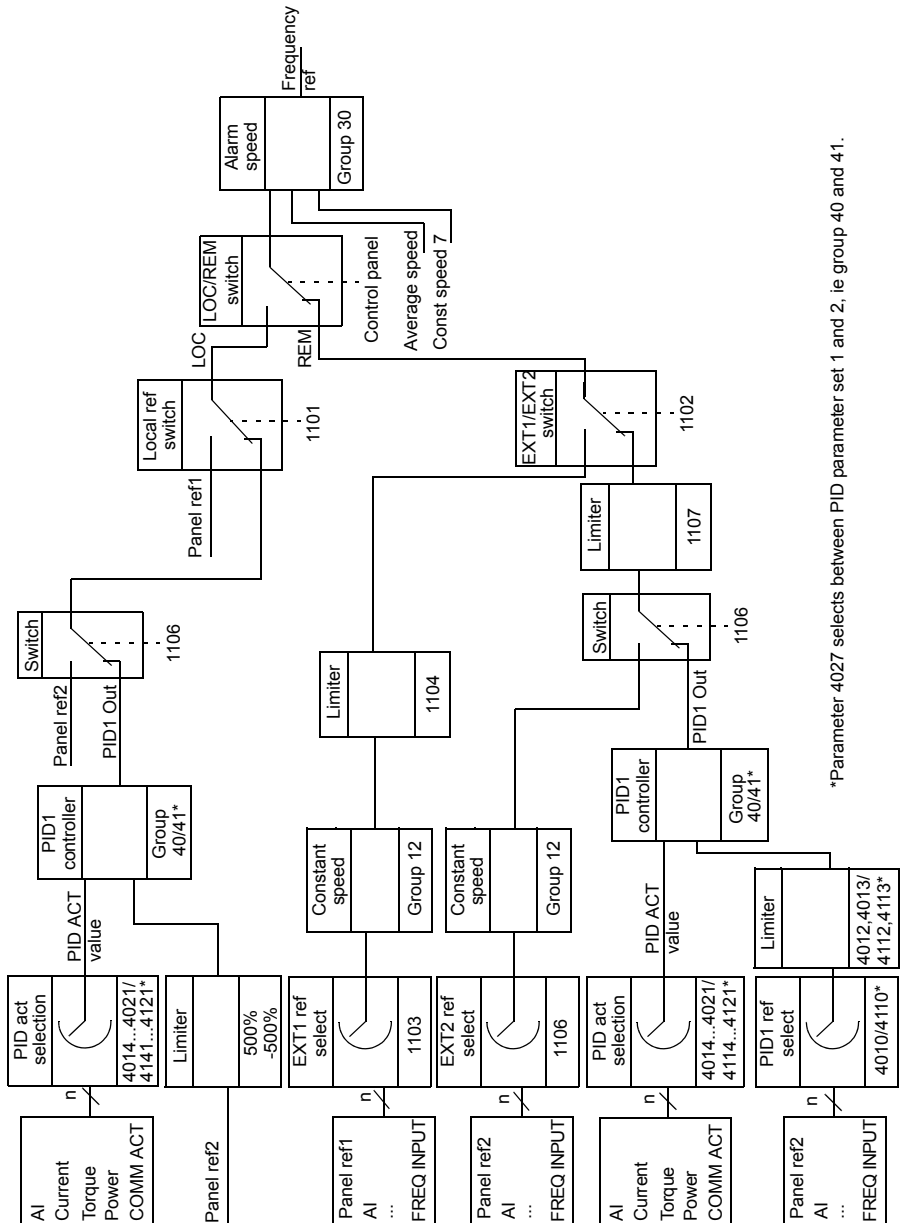 AI
Current
Torque
Power
COMM ACT
n
PID act
selection
4014...4021/
4141...4121*
PID ACT
value
Panel ref2
Limiter
500%
-500%
PID1
controller
Group
40/41*
Panel ref2
PID1 Out
Switch
1106
Panel ref1
Local ref
switch
1101
LOC
REM
LOC/REM
switch
Control panel
Average speed
Const speed 7
Alarm
speed
Group 30
Frequency
ref
Panel ref1
AI
...
FREQ INPUT
n
EXT1 ref
select
1103
Constant
speed
Group 12
Limiter
1104
EXT1/EXT2
switch
1102
Panel ref2
AI
...
FREQ INPUT
n
EXT2 ref
select
1106
Constant
speed
Group 12
Switch
1106
Limiter
1107
AI
Current
Torque
Power
COMM ACT
n
PID act
selection
4014...4021/
4114...4121*
PID ACT
value
PID1
controller
Group
40/41*
PID1 Out
Panel ref2
AI
...
FREQ INPUT
n
PID1 ref
select
4010/4110*
Limiter
4012,4013/
4112,4113*
*Parameter 4027 selects between PID parameter set 1 and 2, ie group 40 and 41.